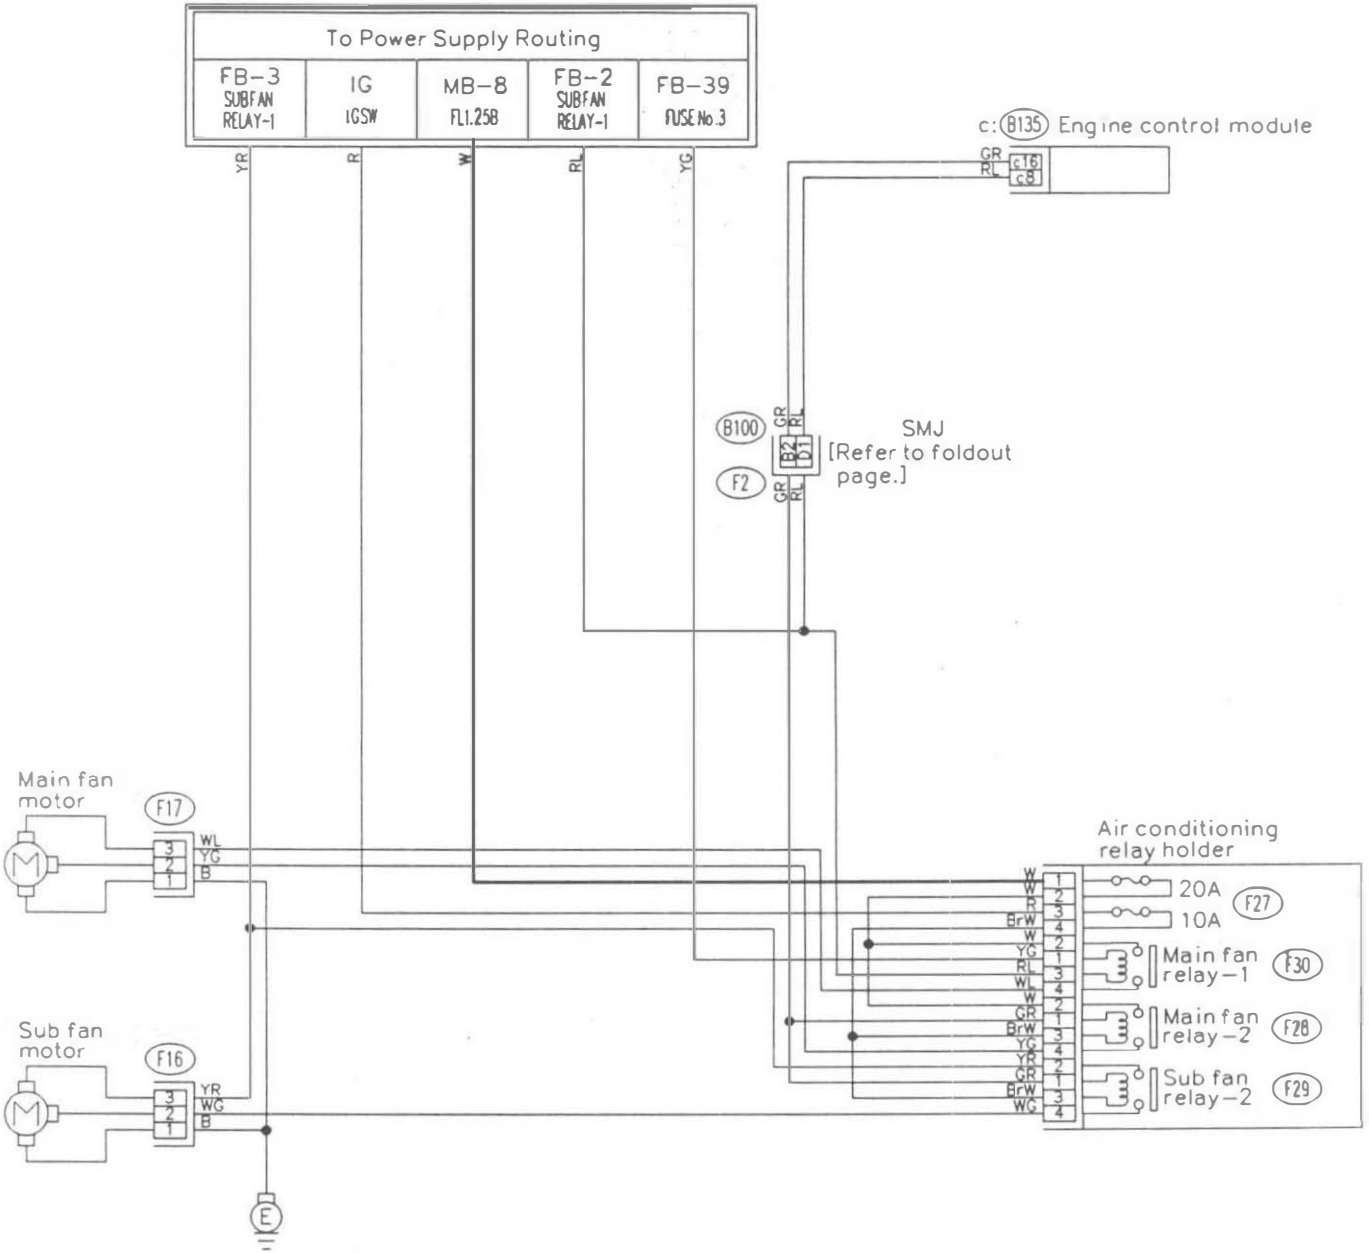 To Power Supply Routing
FB-3
SUBFAN
RELAY-1
IG
IGSW
MB-8
FL1.25B
FB-2
SUBFAN
RELAY-1
FB-39
FUSE No.3
YR
R
W
RL
YG
c: B135 Engine control module
GR
c16
RL
c8
B100
GR
RL
B2
D1
SMJ
[Refer to foldout
page.]
F2
GR
RL
Main fan
motor
F17
M
3 WL
2 YG
1 B
Sub fan
motor
F16
M
3 YR
2 WG
1 B
E
Air conditioning
relay holder
W 1
W 2
20A
R 3
BrW 4
10A
F27
W 2
YG 1
RL 3
WL 4
Main fan
relay-1
F30
W 2
GR 1
BrW 3
YG 4
Main fan
relay-2
F28
YR 2
GR 1
BrW 3
WG 4
Sub fan
relay-2
F29